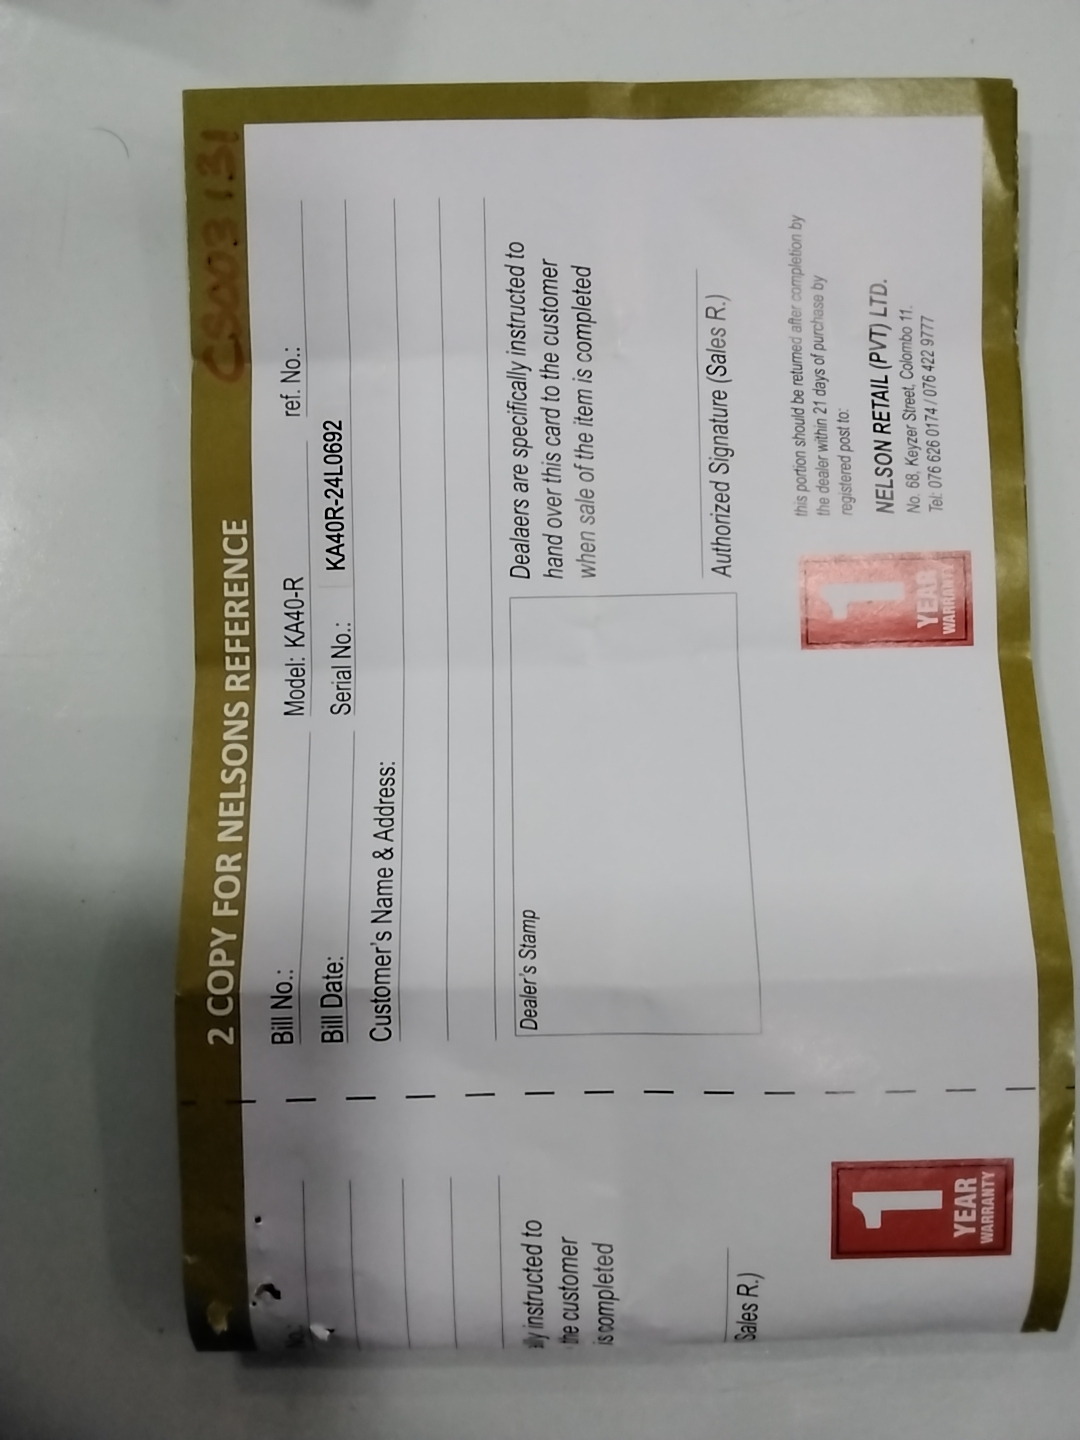 CS003131
2 COPY FOR NELSONS REFERENCE
Bill No.: Model: KA40-R ref. No.:
Bill Date: Serial No.: KA40R-24L0692
Customer's Name & Address:
Dealer's Stamp
Dealaers are specifically instructed to
hand over this card to the customer
when sale of the item is completed
Authorized Signature (Sales R.)
1
YEAR
WARRANTY
this portion should be returned after completion by
the dealer within 21 days of purchase by
registered post to:
NELSON RETAIL (PVT) LTD.
No. 68, Keyzer Street, Colombo 11.
Tel: 076 626 0174 / 076 422 9777
No.:
instructed to
the customer
is completed
Sales R.)
1
YEAR
WARRANTY